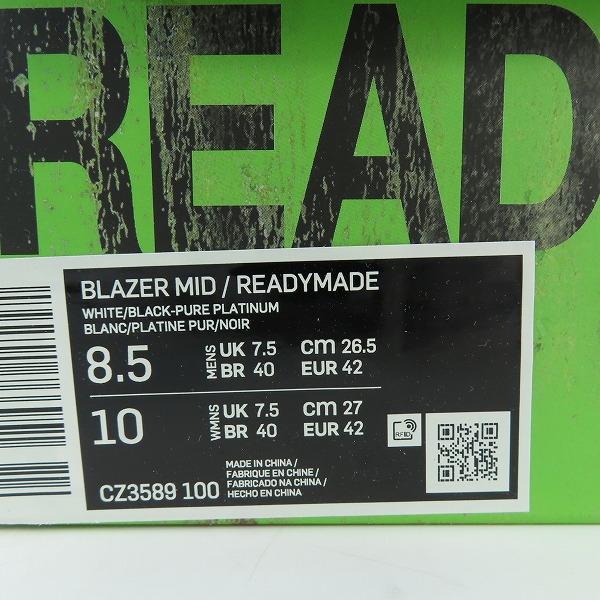 READ
BLAZER MID / READYMADE
WHITE/BLACK-PURE PLATINUM
BLANC/PLATINE PUR/NOIR
8.5 MENS UK 7.5 cm 26.5
BR 40 EUR 42
10 WMNS UK 7.5 cm 27
BR 40 EUR 42
RFID
CZ3589 100
MADE IN CHINA /
FABRIQUE EN CHINE /
FABRICADO NA CHINA /
HECHO EN CHINA